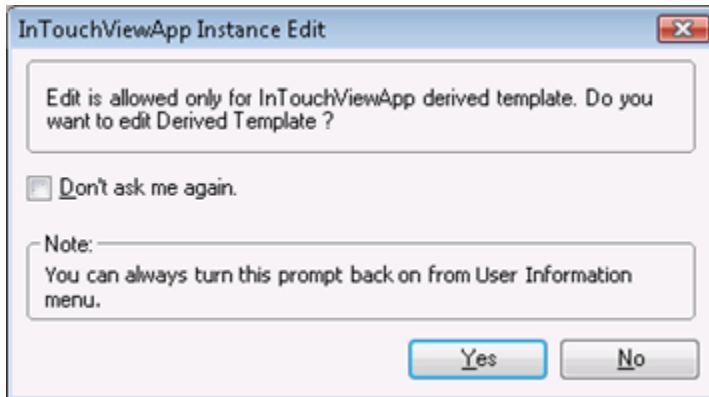 InTouchViewApp Instance Edit
Edit is allowed only for InTouchViewApp derived template. Do you
want to edit Derived Template ?
Don't ask me again.
Note:
You can always turn this prompt back on from User Information
menu.
Yes No